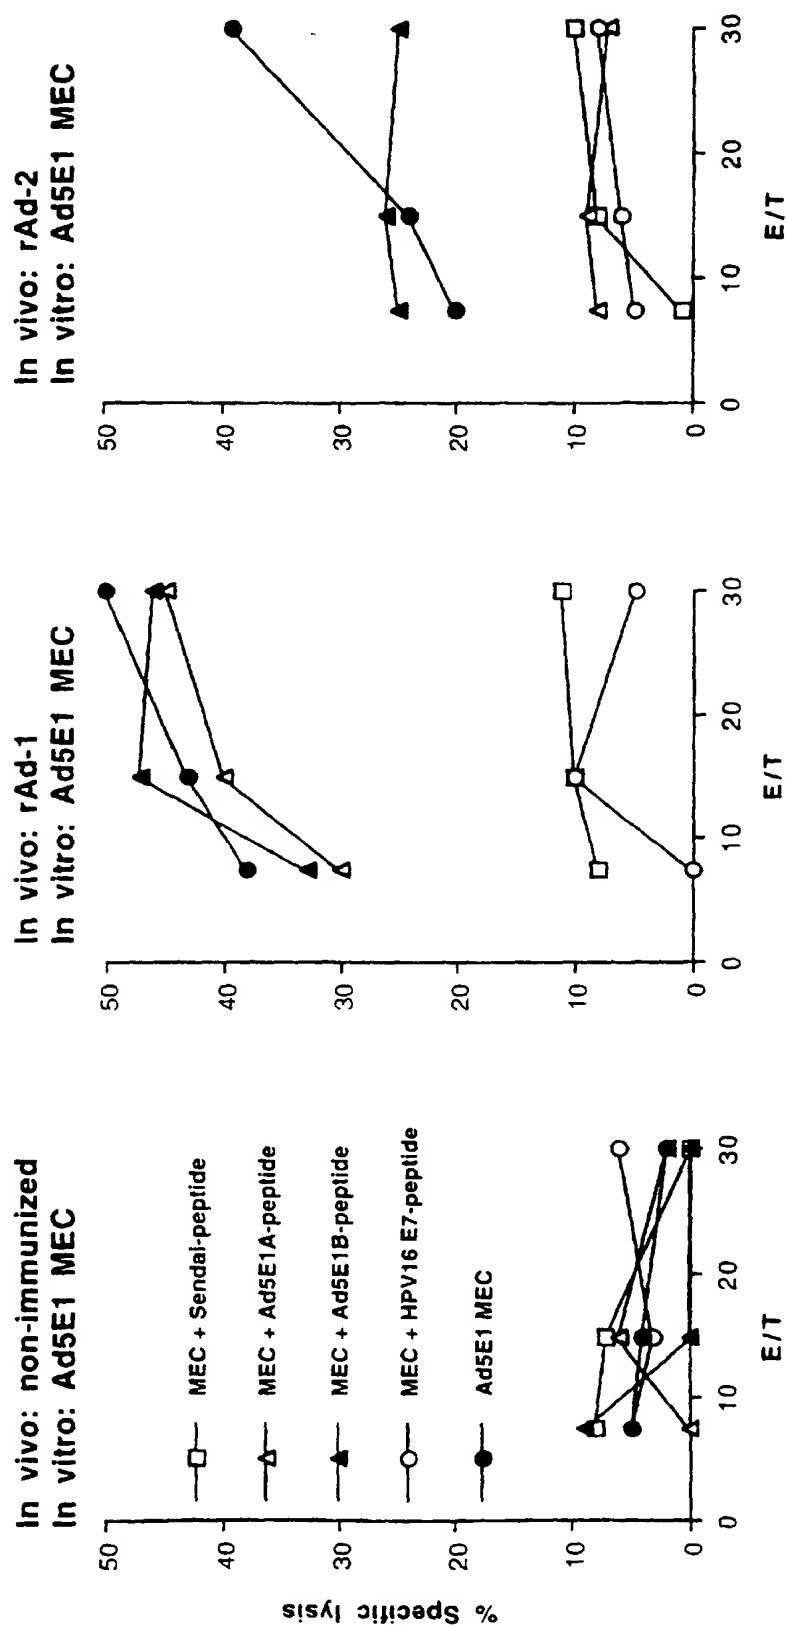 In vivo: non-immunized
In vitro: Ad5E1 MEC
% Specific lysis
50
40
30
20
10
0
0
10
20
30
E/T
MEC + Sendai-peptide
MEC + Ad5E1A-peptide
MEC + Ad5E1B-peptide
MEC + HPV16 E7-peptide
Ad5E1 MEC
In vivo: rAd-1
In vitro: Ad5E1 MEC
50
40
30
20
10
0
0
10
20
30
E/T
In vivo: rAd-2
In vitro: Ad5E1 MEC
50
40
30
20
10
0
0
10
20
30
E/T